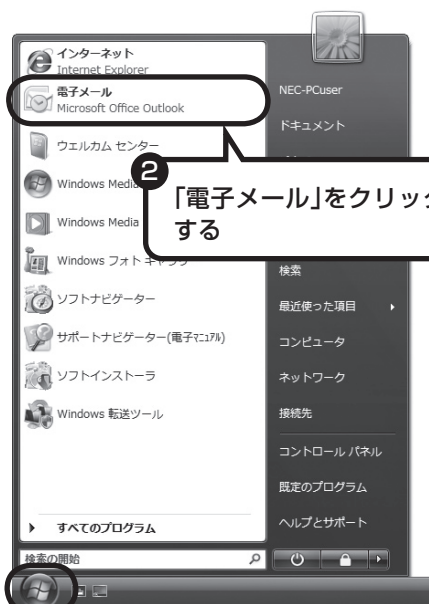 インターネット
Internet Explorer
電子メール
Microsoft Office Outlook
ウェルカム センター
Windows Media
Windows Media
Windows フォト ギャラリ
ソフトナビゲーター
サポートナビゲーター(電子ﾏﾆｭｱﾙ)
ソフトインストーラ
Windows 転送ツール
すべてのプログラム
検索の開始
NEC-PCuser
ドキュメント
❷
「電子メール」をクリック
する
検索
最近使った項目
コンピュータ
ネットワーク
接続先
コントロール パネル
既定のプログラム
ヘルプとサポート